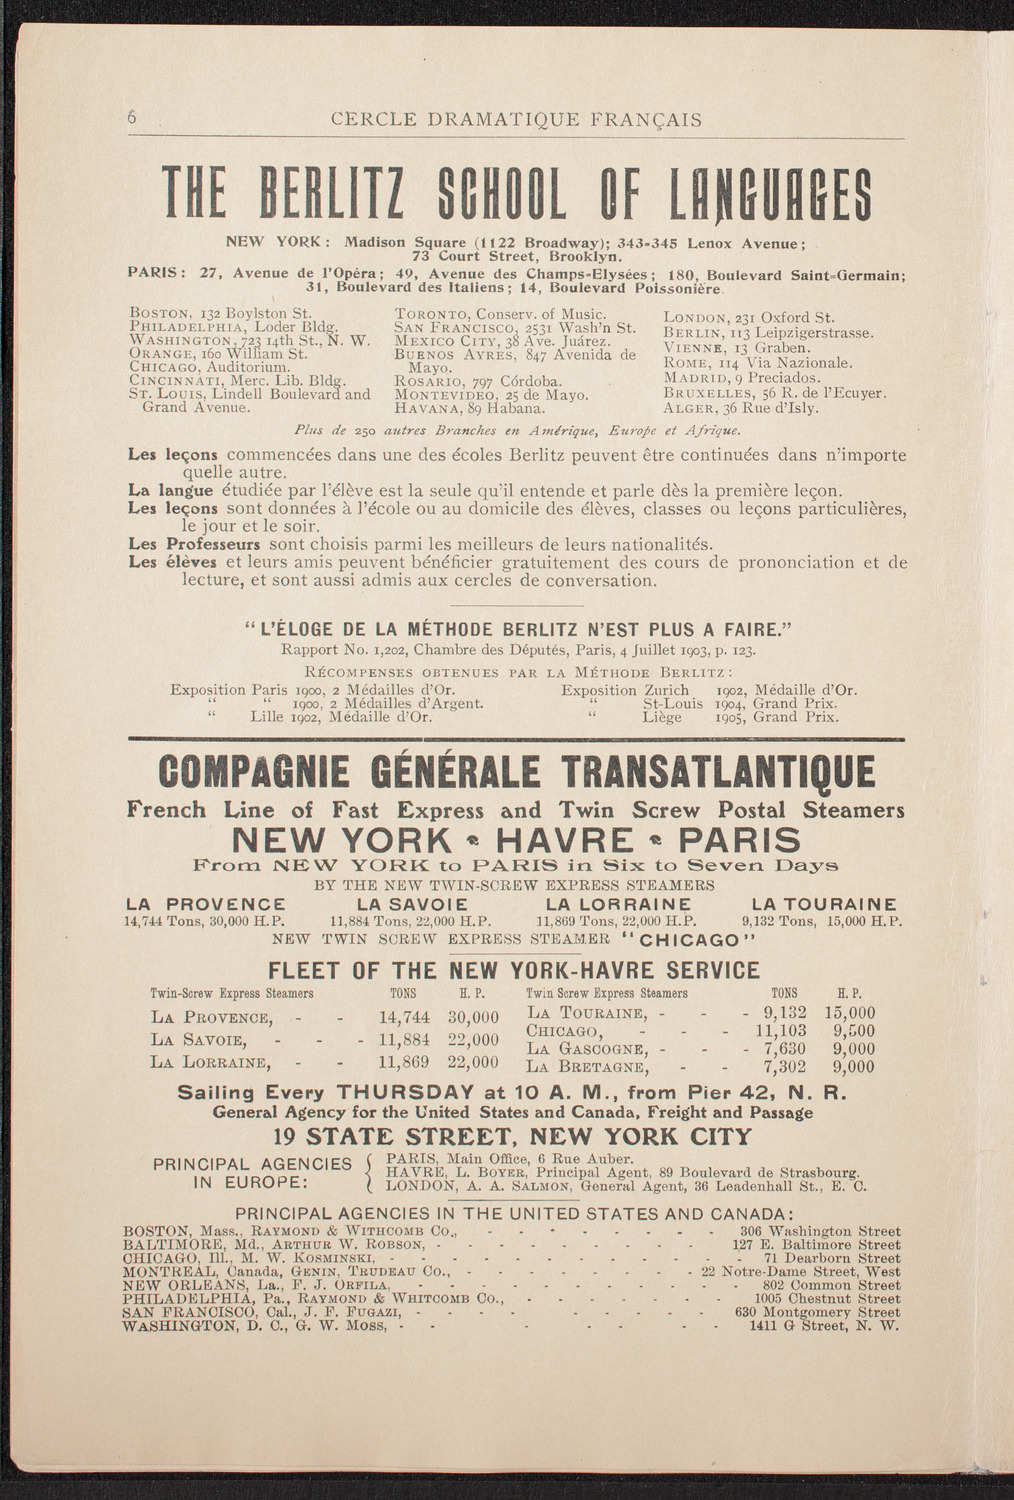 6
CERCLE DRAMATIQUE FRANÇAIS
THE BERLITZ SCHOOL OF LANGUAGES
NEW YORK: Madison Square (1122 Broadway); 343-345 Lenox Avenue;
73 Court Street, Brooklyn.
PARIS: 27, Avenue de l'Opéra; 49, Avenue des Champs-Elysées; 180, Boulevard Saint-Germain;
31, Boulevard des Italiens; 14, Boulevard Poissonière.
BOSTON, 132 Boylston St.
PHILADELPHIA, Loder Bldg.
WASHINGTON, 723 14th St., N. W.
ORANGE, 160 William St.
CHICAGO, Auditorium.
CINCINNATI, Merc. Lib. Bldg.
ST. LOUIS, Lindell Boulevard and
Grand Avenue.
TORONTO, Conserv. of Music.
SAN FRANCISCO, 2531 Wash'n St.
MEXICO CITY, 38 Ave. Juárez.
BUENOS AYRES, 847 Avenida de
Mayo.
ROSARIO, 797 Córdoba.
MONTEVIDEO, 25 de Mayo.
HAVANA, 89 Habana.
LONDON, 231 Oxford St.
BERLIN, 113 Leipzigerstrasse.
VIENNE, 13 Graben.
ROME, 114 Via Nazionale.
MADRID, 9 Preciados.
BRUXELLES, 56 R. de l'Ecuyer.
ALGER, 36 Rue d'Isly.
Plus de 250 autres Branches en Amérique, Europe et Afrique.
Les leçons commencées dans une des écoles Berlitz peuvent être continuées dans n'importe
quelle autre.
La langue étudiée par l'élève est la seule qu'il entende et parle dès la première leçon.
Les leçons sont données à l'école ou au domicile des élèves, classes ou leçons particulières,
le jour et le soir.
Les Professeurs sont choisis parmi les meilleurs de leurs nationalités.
Les élèves et leurs amis peuvent bénéficier gratuitement des cours de prononciation et de
lecture, et sont aussi admis aux cercles de conversation.
"L'ÉLOGE DE LA MÉTHODE BERLITZ N'EST PLUS A FAIRE."
Rapport No. 1,202, Chambre des Députés, Paris, 4 Juillet 1903, p. 123.
RÉCOMPENSES OBTENUES PAR LA MÉTHODE BERLITZ:
Exposition Paris 1900, 2 Médailles d'Or.
" " 1900, 2 Médailles d'Argent.
" Lille 1902, Médaille d'Or.
Exposition Zurich 1902, Médaille d'Or.
" St-Louis 1904, Grand Prix.
" Liège 1905, Grand Prix.
COMPAGNIE GÉNÉRALE TRANSATLANTIQUE
French Line of Fast Express and Twin Screw Postal Steamers
NEW YORK • HAVRE • PARIS
From NEW YORK to PARIS in Six to Seven Days
BY THE NEW TWIN-SCREW EXPRESS STEAMERS
LA PROVENCE LA SAVOIE LA LORRAINE LA TOURAINE
14,744 Tons, 30,000 H.P. 11,884 Tons, 22,000 H.P. 11,869 Tons, 22,000 H.P. 9,132 Tons, 15,000 H.P.
NEW TWIN SCREW EXPRESS STEAMER "CHICAGO"
FLEET OF THE NEW YORK-HAVRE SERVICE
Twin-Screw Express Steamers TONS H. P.
LA PROVENCE, - - 14,744 30,000
LA SAVOIE, - - - 11,884 22,000
LA LORRAINE, - - 11,869 22,000
Twin Screw Express Steamers TONS H. P.
LA TOURAINE, - - - 9,132 15,000
CHICAGO, - - - 11,103 9,500
LA GASCOGNE, - - - 7,630 9,000
LA BRETAGNE, - - 7,302 9,000
Sailing Every THURSDAY at 10 A. M., from Pier 42, N. R.
General Agency for the United States and Canada, Freight and Passage
19 STATE STREET, NEW YORK CITY
PRINCIPAL AGENCIES
IN EUROPE:
PARIS, Main Office, 6 Rue Auber.
HAVRE, L. BOYER, Principal Agent, 89 Boulevard de Strasbourg.
LONDON, A. A. SALMON, General Agent, 36 Leadenhall St., E. C.
PRINCIPAL AGENCIES IN THE UNITED STATES AND CANADA:
BOSTON, Mass., RAYMOND & WITHCOMB CO., - - - - - - - - 306 Washington Street
BALTIMORE, Md., ARTHUR W. ROBSON, - - - - - - - - - 127 E. Baltimore Street
CHICAGO, Ill., M. W. KOSMINSKI, - - - - - - - - - - - 71 Dearborn Street
MONTREAL, Canada, GENIN, TRUDEAU CO., - - - - - - - - 22 Notre-Dame Street, West
NEW ORLEANS, La., F. J. ORFILA, - - - - - - - - - - - 802 Common Street
PHILADELPHIA, Pa., RAYMOND & WHITCOMB CO., - - - - - - - 1005 Chestnut Street
SAN FRANCISCO, Cal., J. F. FUGAZI, - - - - - - - - - - 630 Montgomery Street
WASHINGTON, D. C., G. W. MOSS, - - - - - - - 1411 G Street, N. W.